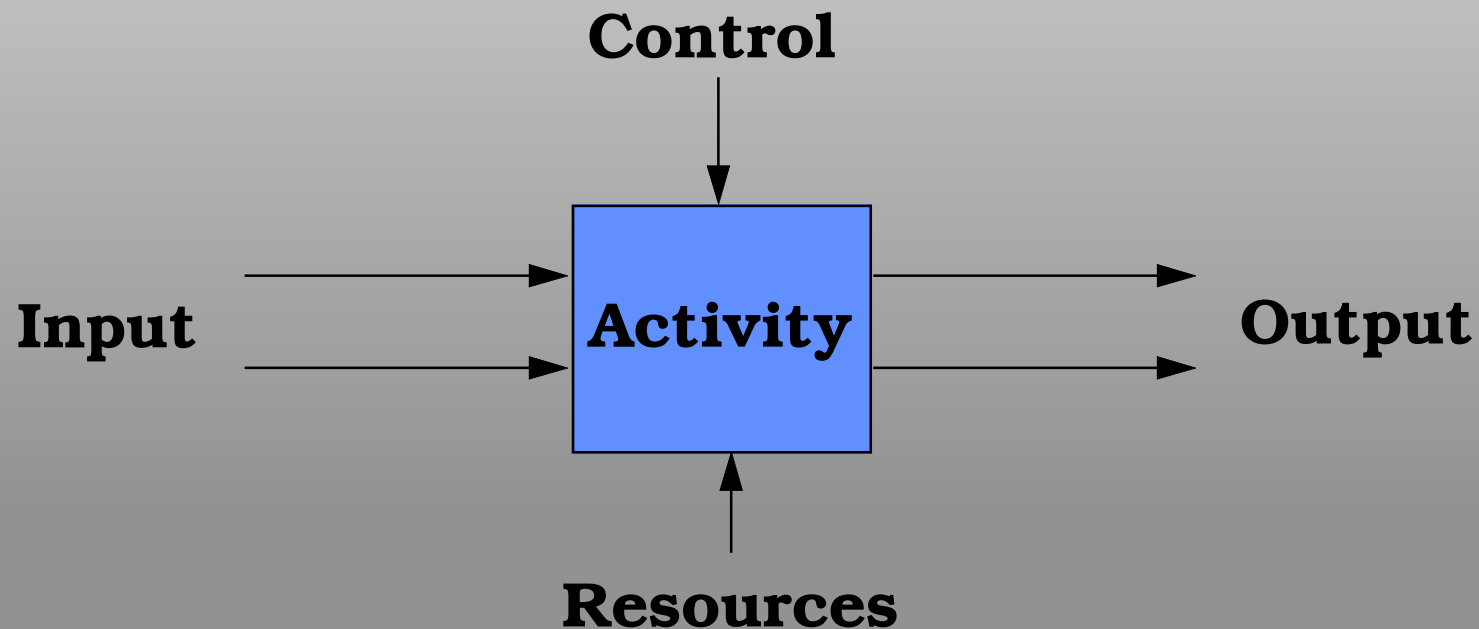 Control
Input
Activity
Output
Resources